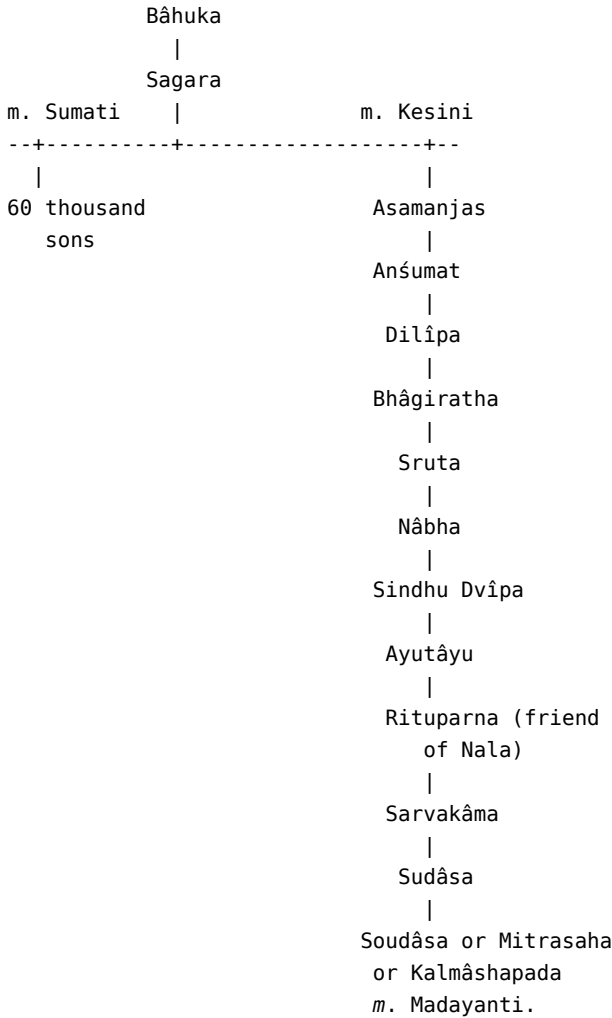 Bâhuka
|
Sagara
m. Sumati | m. Kesini
--+----------+-------------------+--
| |
60 thousand Asamanjas
sons |
Anśumat
|
Dilîpa
|
Bhâgiratha
|
Sruta
|
Nâbha
|
Sindhu Dvîpa
|
Ayutâyu
|
Rituparna (friend
of Nala)
|
Sarvakâma
|
Sudâsa
|
Soudâsa or Mitrasaha
or Kalmâshapada
m. Madayanti.